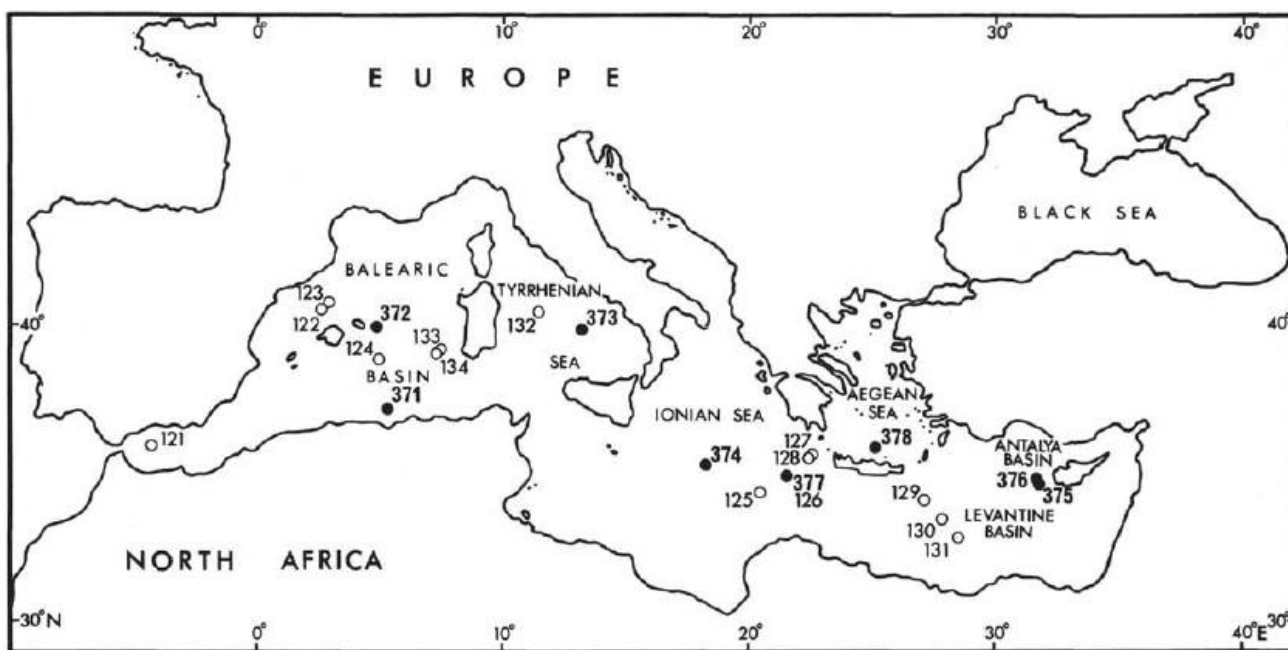 0° 10° 20° 30° 40°
EUROPE
BLACK SEA
BALEARIC
TYRRHENIAN
123
122
372
132
373
40° 40°
124
133
134
SEA
BASIN
371
AEGEAN
SEA
IONIAN SEA
121
127
128
378
ANTALYA
BASIN
374
377
126
125
129
376
375
130
131
LEVANTINE
BASIN
NORTH AFRICA
30°N 30°
0° 10° 20° 30° 40°E